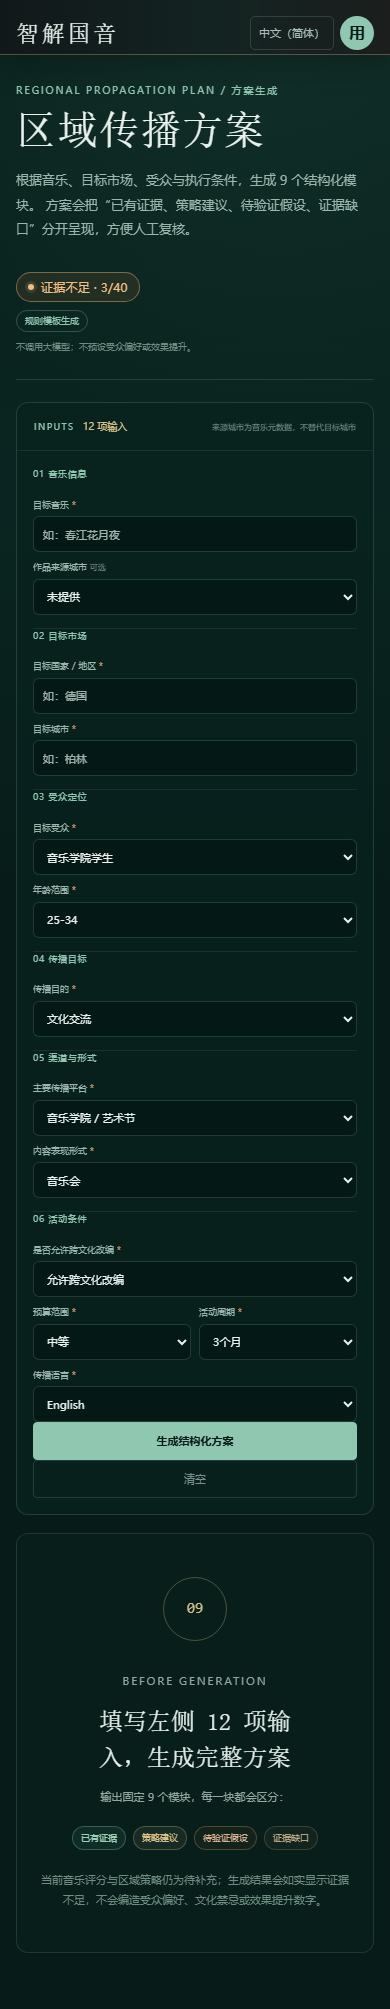 智解国音
中文（简体）
用
REGIONAL PROPAGATION PLAN / 方案生成
区域传播方案
根据音乐、目标市场、受众与执行条件，生成 9 个结构化模
块。 方案会把“已有证据、策略建议、待验证假设、证据缺
口”分开呈现，方便人工复核。
证据不足 · 3/40
规则模板生成
不调用大模型；不预设受众偏好或效果提升。
INPUTS 12 项输入
来源城市为音乐元数据，不替代目标城市
01 音乐信息
目标音乐 *
如：春江花月夜
作品来源城市 可选
未提供
02 目标市场
目标国家 / 地区 *
如：德国
目标城市 *
如：柏林
03 受众定位
目标受众 *
音乐学院学生
年龄范围 *
25-34
04 传播目标
传播目的 *
文化交流
05 渠道与形式
主要传播平台 *
音乐学院 / 艺术节
内容表现形式 *
音乐会
06 活动条件
是否允许跨文化改编 *
允许跨文化改编
预算范围 * 活动周期 *
中等 3个月
传播语言 *
English
生成结构化方案
清空
09
BEFORE GENERATION
填写左侧 12 项输
入，生成完整方案
输出固定 9 个模块，每一块都会区分：
已有证据 策略建议 待验证假设 证据缺口
当前音乐评分与区域策略仍为待补充；生成结果会如实显示证据
不足，不会编造受众偏好、文化禁忌或效果提升数字。